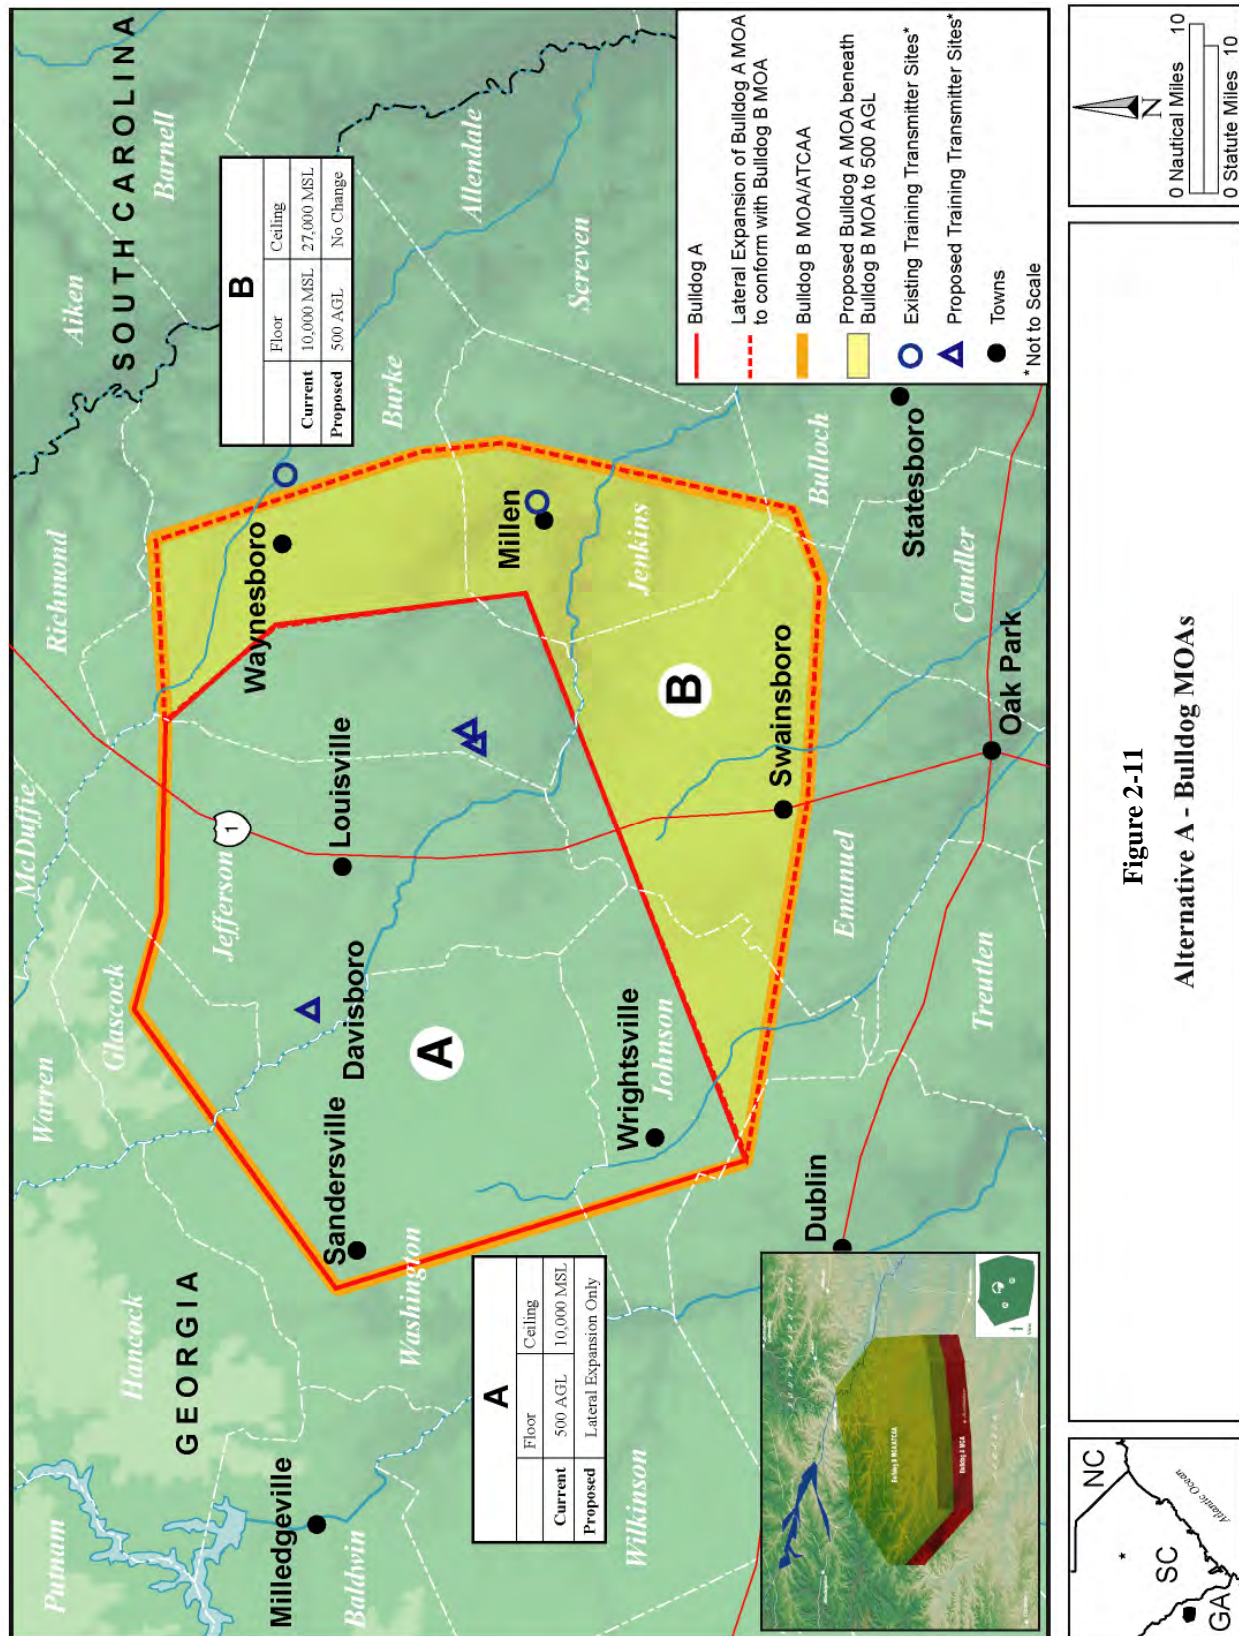 SOUTH CAROLINA
GEORGIA
Putnam
Hancock
Warren
McDuffie
Richmond
Aiken
Barnell
Glascock
Jefferson
Burke
Allendale
Screven
Baldwin
Washington
Wilkinson
Johnson
Jenkins
Emanuel
Bulloch
Candler
Treutlen
Milledgeville
Sandersville
Davisboro
Louisville
Waynesboro
Millen
Wrightsville
Swainsboro
Statesboro
Dublin
Oak Park
1
A
B
A
Floor Ceiling
Current 500 AGL 10,000 MSL
Proposed Lateral Expansion Only
B
Floor Ceiling
Current 10,000 MSL 27,000 MSL
Proposed 500 AGL No Change
Bulldog A
Lateral Expansion of Bulldog A MOA
to conform with Bulldog B MOA
Bulldog B MOA/ATCAA
Proposed Bulldog A MOA beneath
Bulldog B MOA to 500 AGL
Existing Training Transmitter Sites*
Proposed Training Transmitter Sites*
Towns
*Not to Scale
Bulldog B MOA/ATCAA
Bulldog A MOA
NC
SC
GA
Atlantic Ocean
Figure 2-11
Alternative A - Bulldog MOAs
N
0 Nautical Miles 10
0 Statute Miles 10